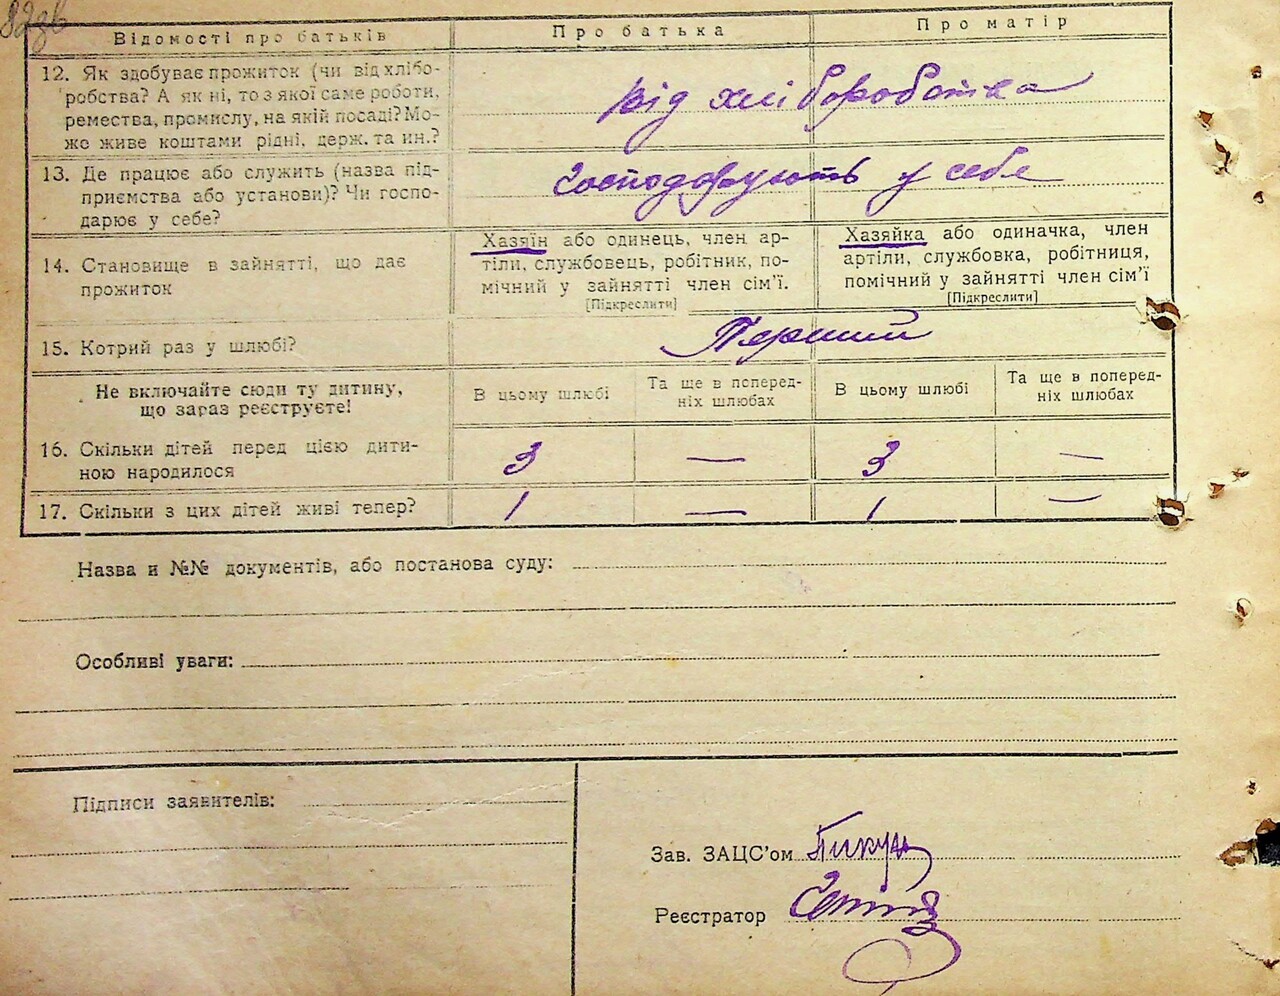 82зв
Відомості про батьків
Про батька
Про матір
12. Як здобуває прожиток (чи від хлібо-
робства? А як ні, то з якої саме роботи,
ремества, промислу, на якій посаді? Мо-
же живе коштами рідні, держ. та ин.?
від хліборобства
13. Де працює або служить (назва під-
приємства або установи)? Чи госпо-
дарює у себе?
Господорують у себе
14. Становище в зайнятті, що дає
прожиток
Хазяїн або одинець, член ар-
тіли, службовець, робітник, по-
мічний у зайнятті член сім'ї.
[Підкреслити]
Хазяйка або одиначка, член
артіли, службовка, робітниця,
помічний у зайнятті член сім'ї
[Підкреслити]
15. Котрий раз у шлюбі?
Перший
Не включайте сюди ту дитину,
що зараз реєструєте!
В цьому шлюбі
Та ще в поперед-
ніх шлюбах
В цьому шлюбі
Та ще в поперед-
ніх шлюбах
16. Скільки дітей перед цією дити-
ною народилося
3 — 3 —
17. Скільки з цих дітей живі тепер?
1 — 1 —
Назва и №№ документів, або постанова суду:
Особливі уваги:
Підписи заявителів:
Зав. ЗАЦС'ом
Реєстратор